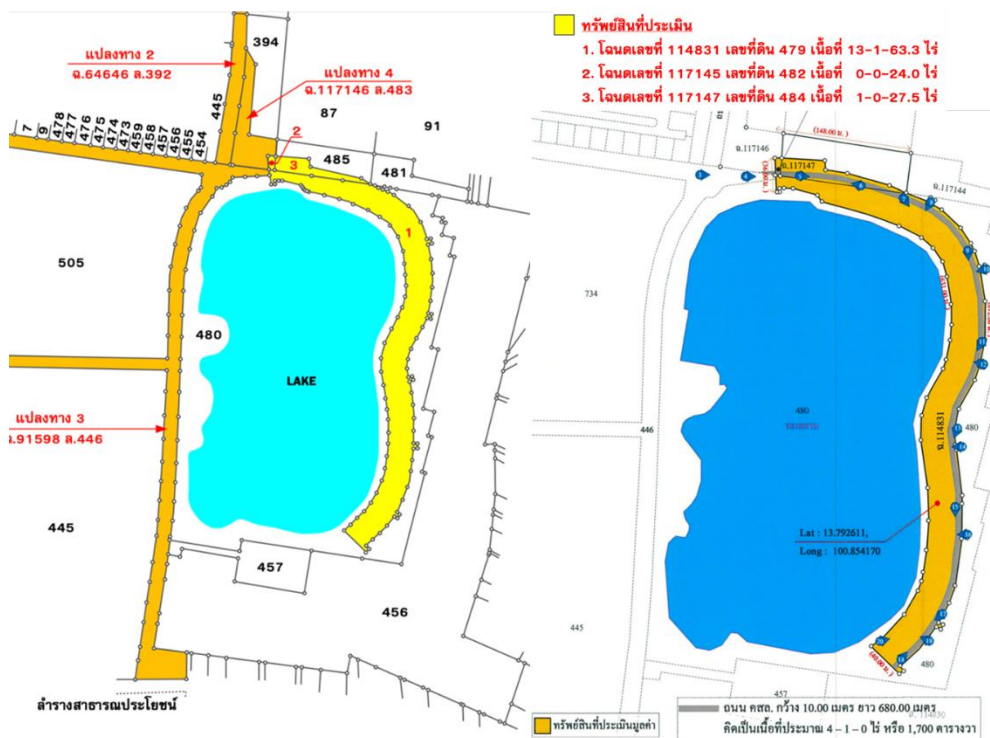 ทรัพย์สินที่ประเมิน
1. โฉนดเลขที่ 114831 เลขที่ดิน 479 เนื้อที่ 13-1-63.3 ไร่
2. โฉนดเลขที่ 117145 เลขที่ดิน 482 เนื้อที่ 0-0-24.0 ไร่
3. โฉนดเลขที่ 117147 เลขที่ดิน 484 เนื้อที่ 1-0-27.5 ไร่
394
แปลงทาง 2
ฉ.64646 ล.392
แปลงทาง 4
ฉ.117146 ล.483
445
87
91
7
9
478
477
476
475
474
473
459
458
457
456
455
454
2
3
485
481
1
505
480
LAKE
แปลงทาง 3
.91598 ล.446
445
457
456
ลำรางสาธารณประโยชน์
(148.00 ม.)
ฉ.117146
ฉ.117147
ฉ.117144
734
480
446
ฉ.114831
480
Lat : 13.792611,
Long : 100.854170
445
(40.00 ม.)
480
457
ฉ. 114830
ทรัพย์สินที่ประเมินมูลค่า
ถนน คสล. กว้าง 10.00 เมตร ยาว 680.00 เมตร
คิดเป็นเนื้อที่ประมาณ 4 – 1 – 0 ไร่ หรือ 1,700 ตารางวา